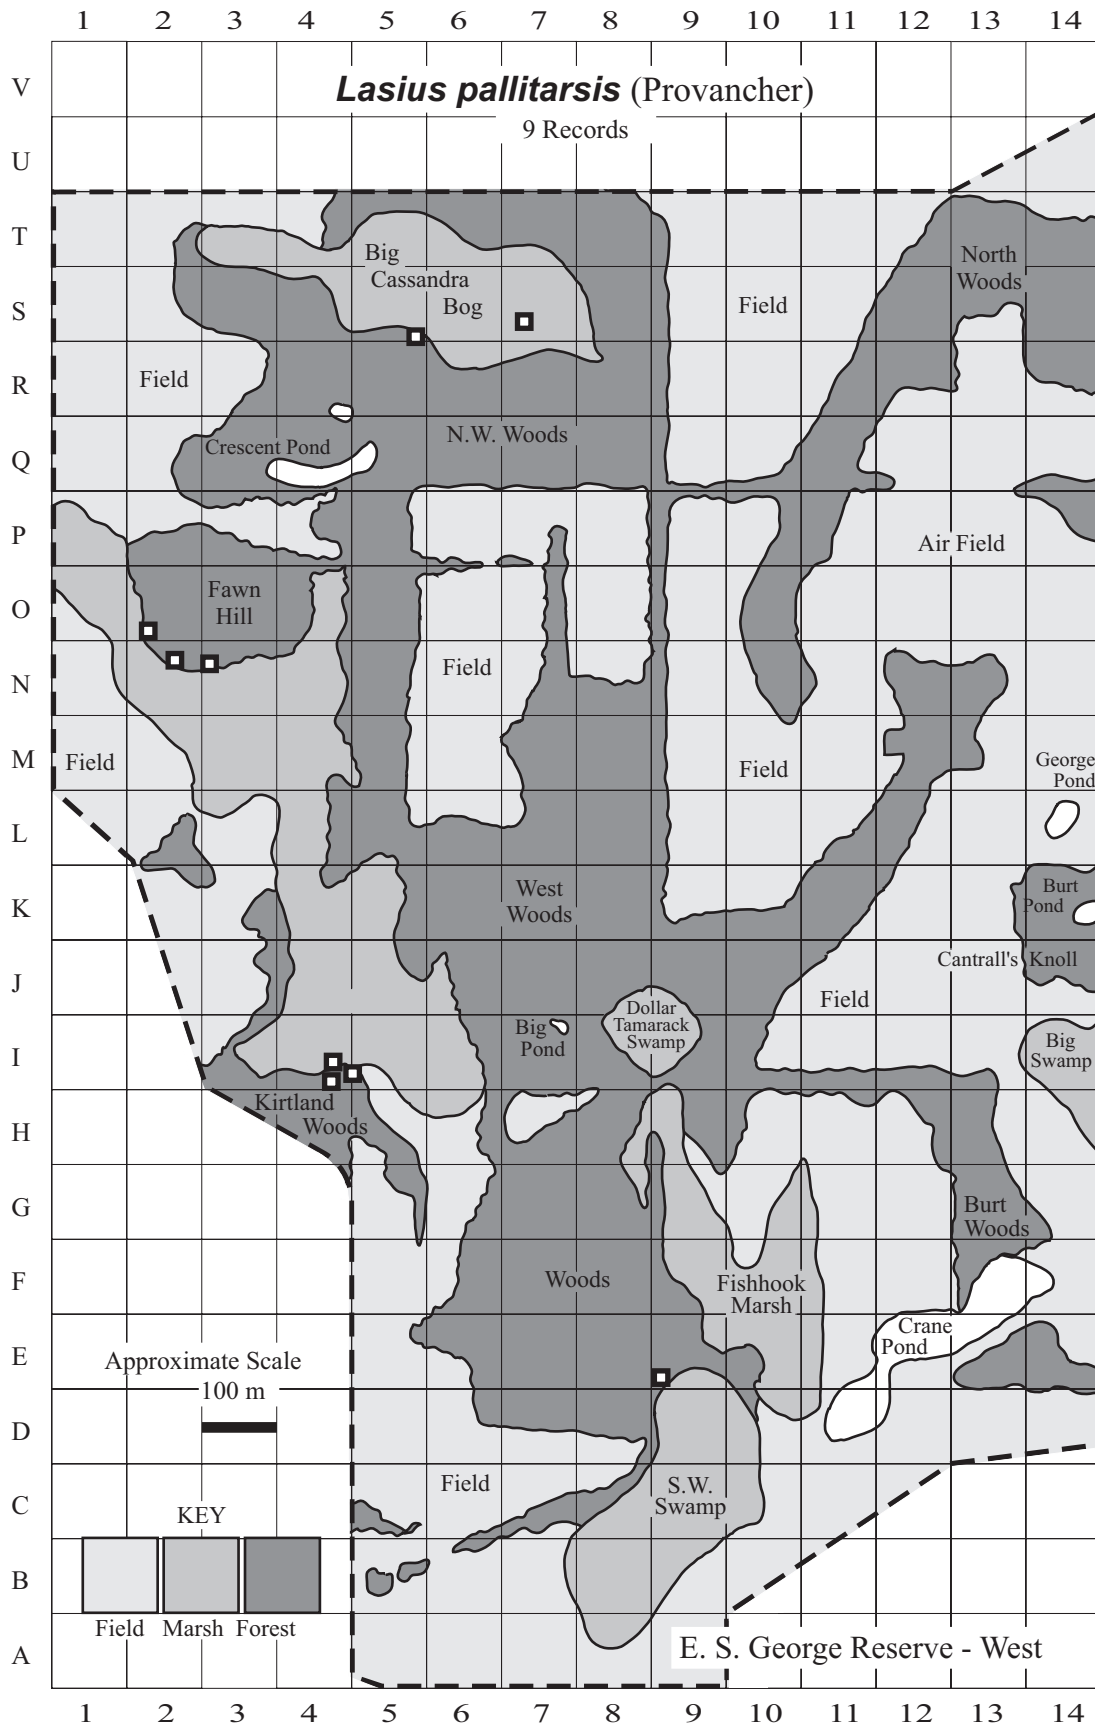 1 2 3 4 5 6 7 8 9 10 11 12 13 14
V
Lasius pallitarsis (Provancher)
9 Records
U
T
Big
Cassandra
Bog
North
Woods
S
Field
R
Field
N.W. Woods
Crescent Pond
Q
P
Air Field
O
Fawn
Hill
N
Field
M
Field
Field
George
Pond
L
K
West
Woods
Burt
Pond
J
Cantrall's Knoll
Field
Dollar
Tamarack
Swamp
I
Big
Pond
Big
Swamp
Kirtland
Woods
H
G
Burt
Woods
F
Woods
Fishhook
Marsh
E
Crane
Pond
Approximate Scale
100 m
D
C
Field
S.W.
Swamp
KEY
B
Field Marsh Forest
A
E. S. George Reserve - West
1 2 3 4 5 6 7 8 9 10 11 12 13 14